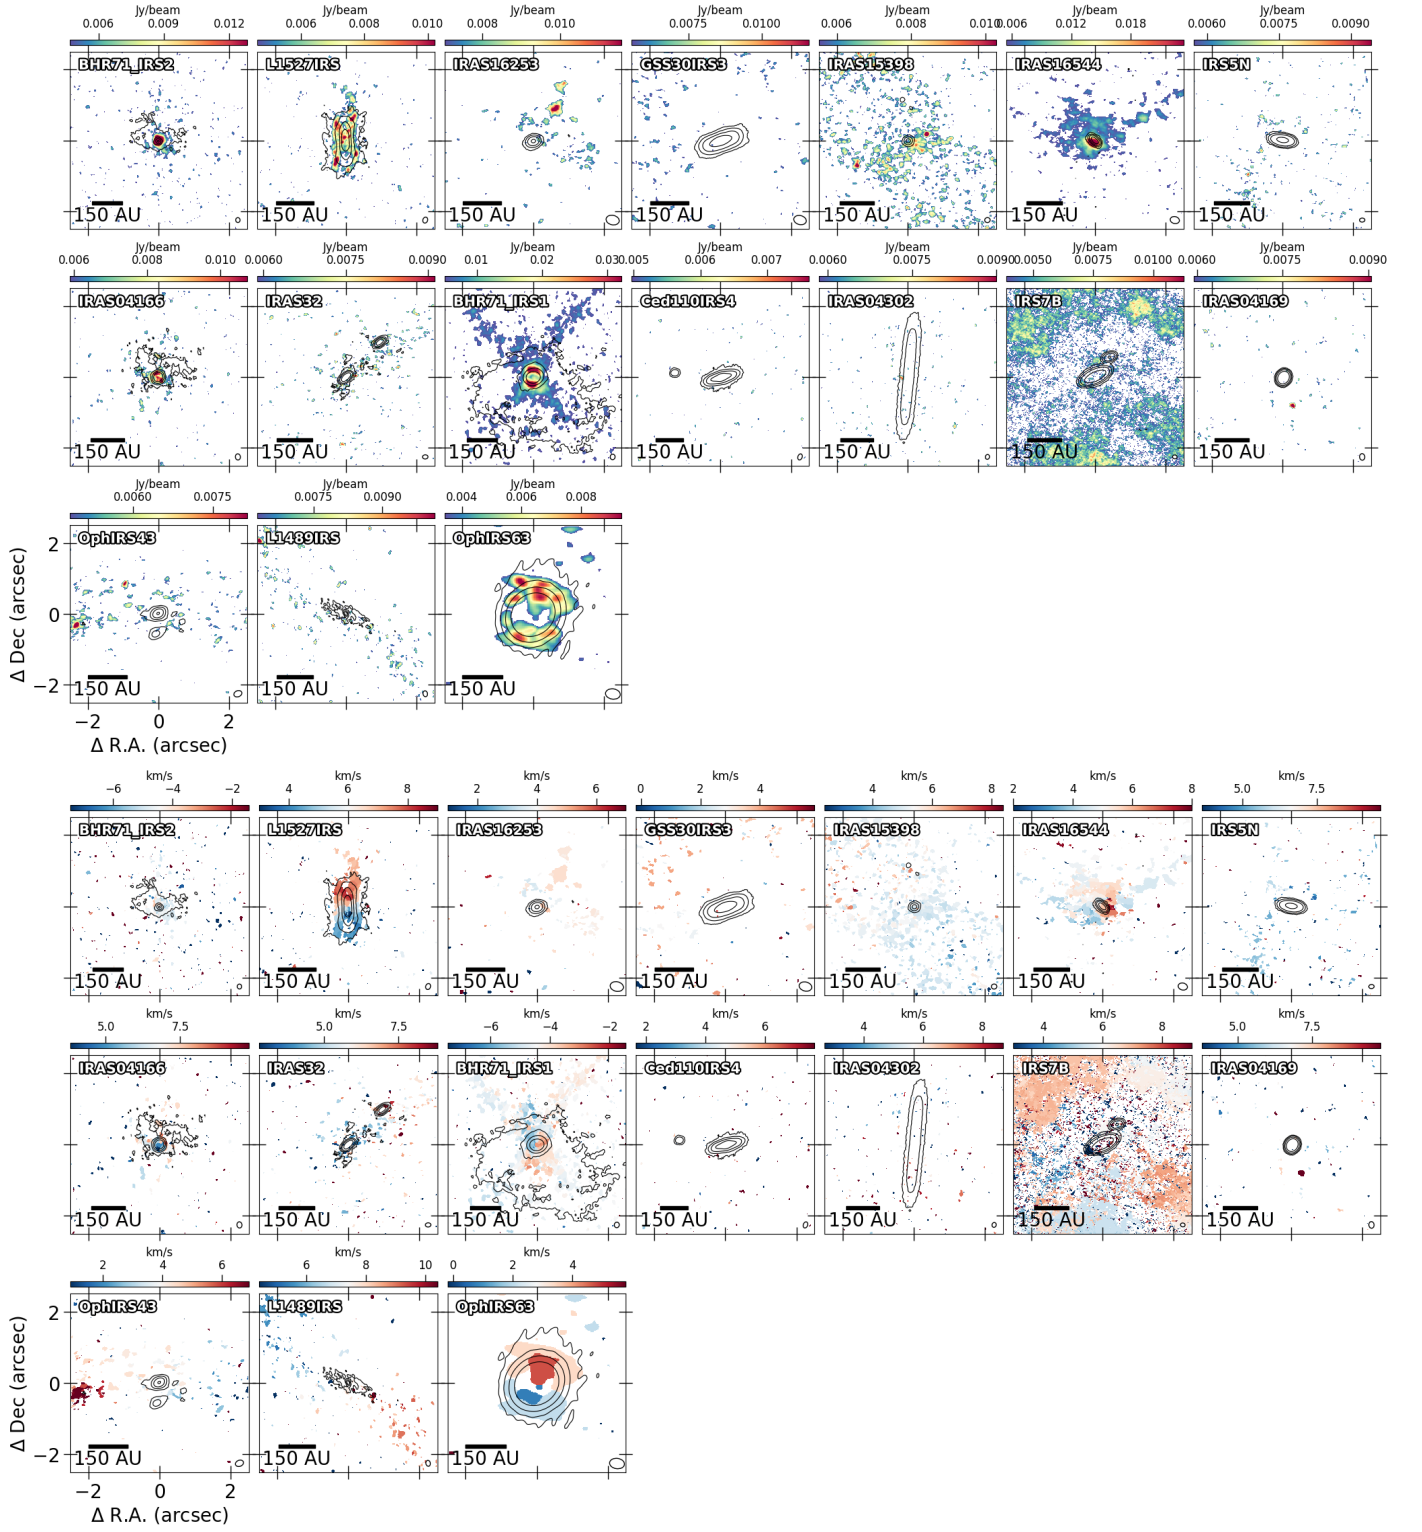 Jy/beam Jy/beam Jy/beam Jy/beam Jy/beam Jy/beam Jy/beam
0.006 0.009 0.012 0.006 0.008 0.010 0.008 0.010 0.0075 0.0100 0.006 0.008 0.010 0.006 0.012 0.018 0.0060 0.0075 0.0090
BHR71_IRS2 L1527IRS IRAS16253 GSS30IRS3 IRAS15398 IRAS16544 IRS5N
150 AU 150 AU 150 AU 150 AU 150 AU 150 AU 150 AU
Jy/beam Jy/beam Jy/beam Jy/beam Jy/beam Jy/beam Jy/beam
0.006 0.008 0.010 0.0060 0.0075 0.0090 0.01 0.02 0.03 0.005 0.006 0.007 0.0060 0.0075 0.0090 0.0050 0.0075 0.0100 0.0060 0.0075 0.0090
IRAS04166 IRAS32 BHR71_IRS1 Ced110IRS4 IRAS04302 IRS7B IRAS04169
150 AU 150 AU 150 AU 150 AU 150 AU 150 AU 150 AU
Jy/beam Jy/beam Jy/beam
0.0060 0.0075 0.0075 0.0090 0.004 0.006 0.008
OphIRS43 L1489IRS OphIRS63
2
0
−2
Δ Dec (arcsec)
150 AU 150 AU 150 AU
−2 0 2
Δ R.A. (arcsec)
km/s km/s km/s km/s km/s km/s km/s
−6 −4 −2 4 6 8 2 4 6 0 2 4 4 6 8 2 4 6 8 5.0 7.5
BHR71_IRS2 L1527IRS IRAS16253 GSS30IRS3 IRAS15398 IRAS16544 IRS5N
150 AU 150 AU 150 AU 150 AU 150 AU 150 AU 150 AU
km/s km/s km/s km/s km/s km/s km/s
5.0 7.5 5.0 7.5 −6 −4 −2 2 4 6 4 6 8 4 6 8 5.0 7.5
IRAS04166 IRAS32 BHR71_IRS1 Ced110IRS4 IRAS04302 IRS7B IRAS04169
150 AU 150 AU 150 AU 150 AU 150 AU 150 AU 150 AU
km/s km/s km/s
2 4 6 6 8 10 0 2 4
OphIRS43 L1489IRS OphIRS63
2
0
−2
Δ Dec (arcsec)
150 AU 150 AU 150 AU
−2 0 2
Δ R.A. (arcsec)